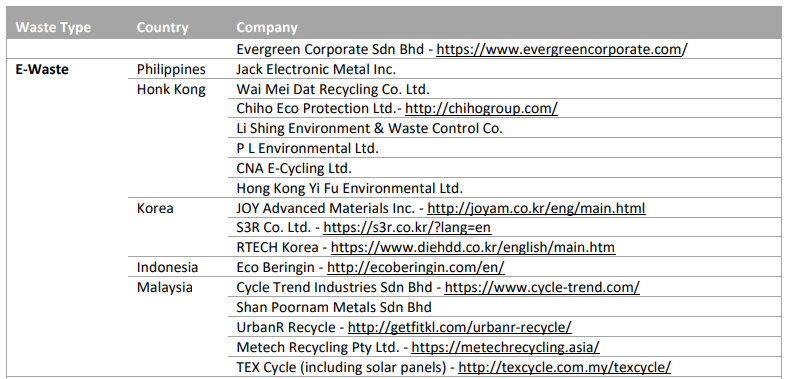 Waste Type Country Company
Evergreen Corporate Sdn Bhd - https://www.evergreencorporate.com/
E-Waste Philippines Jack Electronic Metal Inc.
Honk Kong Wai Mei Dat Recycling Co. Ltd.
Chiho Eco Protection Ltd.- http://chihogroup.com/
Li Shing Environment & Waste Control Co.
P L Environmental Ltd.
CNA E-Cycling Ltd.
Hong Kong Yi Fu Environmental Ltd.
Korea JOY Advanced Materials Inc. - http://joyam.co.kr/eng/main.html
S3R Co. Ltd. - https://s3r.co.kr/?lang=en
RTECH Korea - https://www.diehdd.co.kr/english/main.htm
Indonesia Eco Beringin - http://ecoberingin.com/en/
Malaysia Cycle Trend Industries Sdn Bhd - https://www.cycle-trend.com/
Shan Poornam Metals Sdn Bhd
UrbanR Recycle - http://getfitkl.com/urbanr-recycle/
Metech Recycling Pty Ltd. - https://metechrecycling.asia/
TEX Cycle (including solar panels) - http://texcycle.com.my/texcycle/